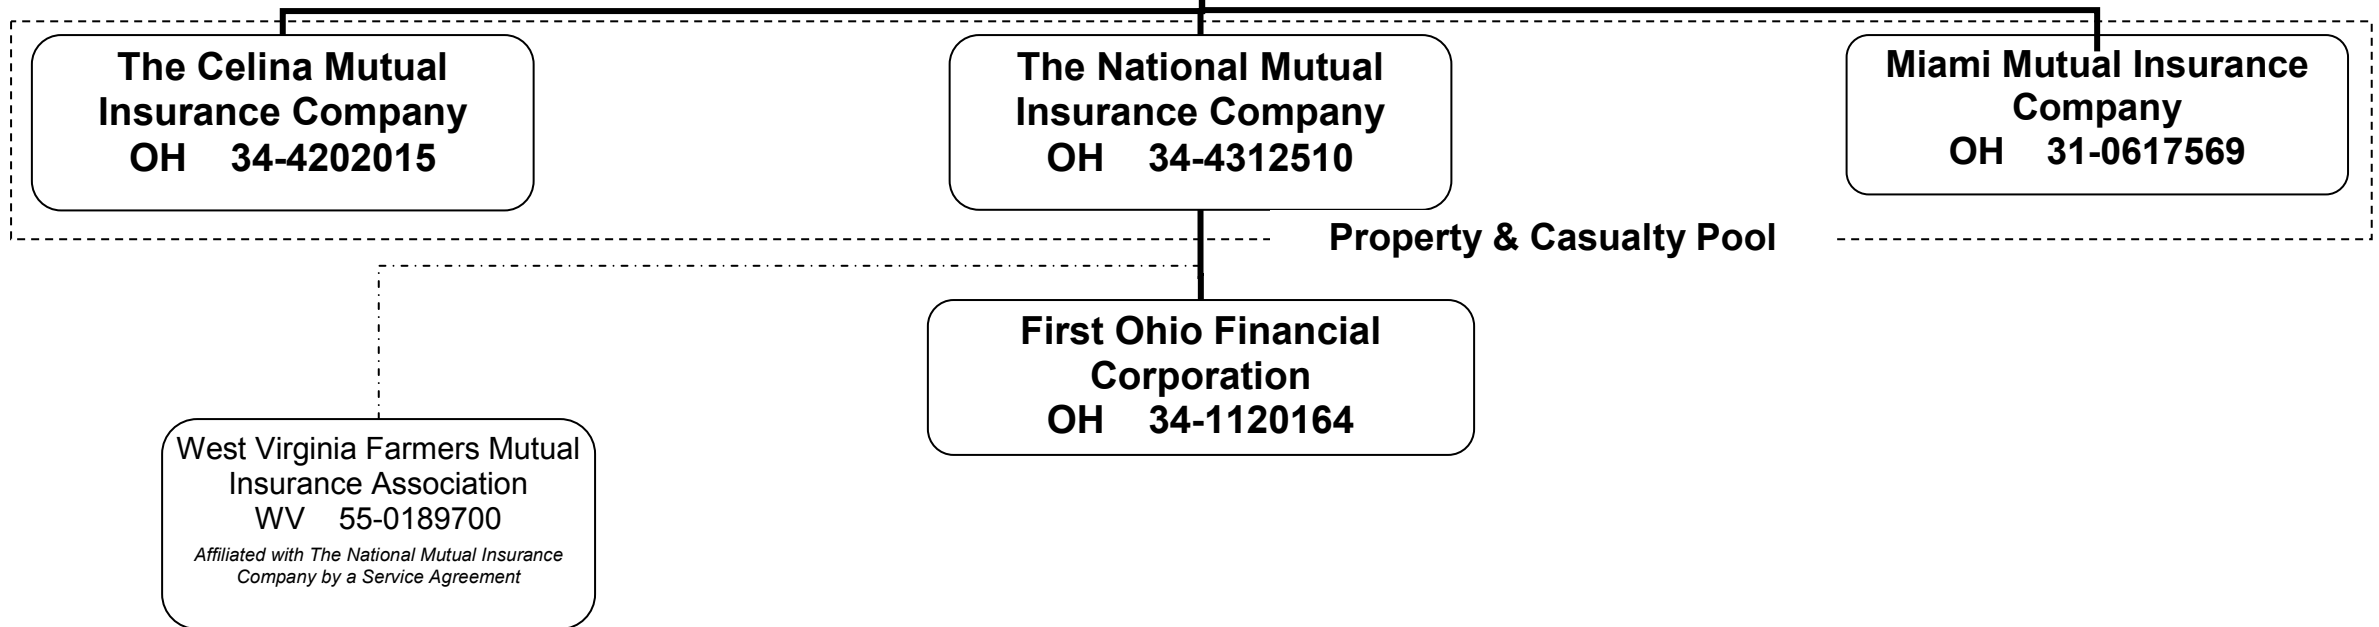 The Celina Mutual
Insurance Company
OH 34-4202015
The National Mutual
Insurance Company
OH 34-4312510
Miami Mutual Insurance
Company
OH 31-0617569
Property & Casualty Pool
First Ohio Financial
Corporation
OH 34-1120164
West Virginia Farmers Mutual
Insurance Association
WV 55-0189700
Affiliated with The National Mutual Insurance
Company by a Service Agreement